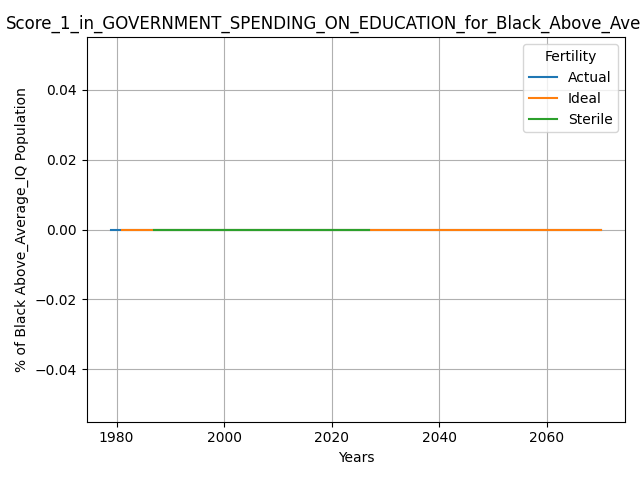 Score_1_in_GOVERNMENT_SPENDING_ON_EDUCATION_for_Black_Above_Ave
Fertility
Actual
Ideal
Sterile
% of Black Above_Average_IQ Population
0.04
0.02
0.00
−0.02
−0.04
1980 2000 2020 2040 2060
Years